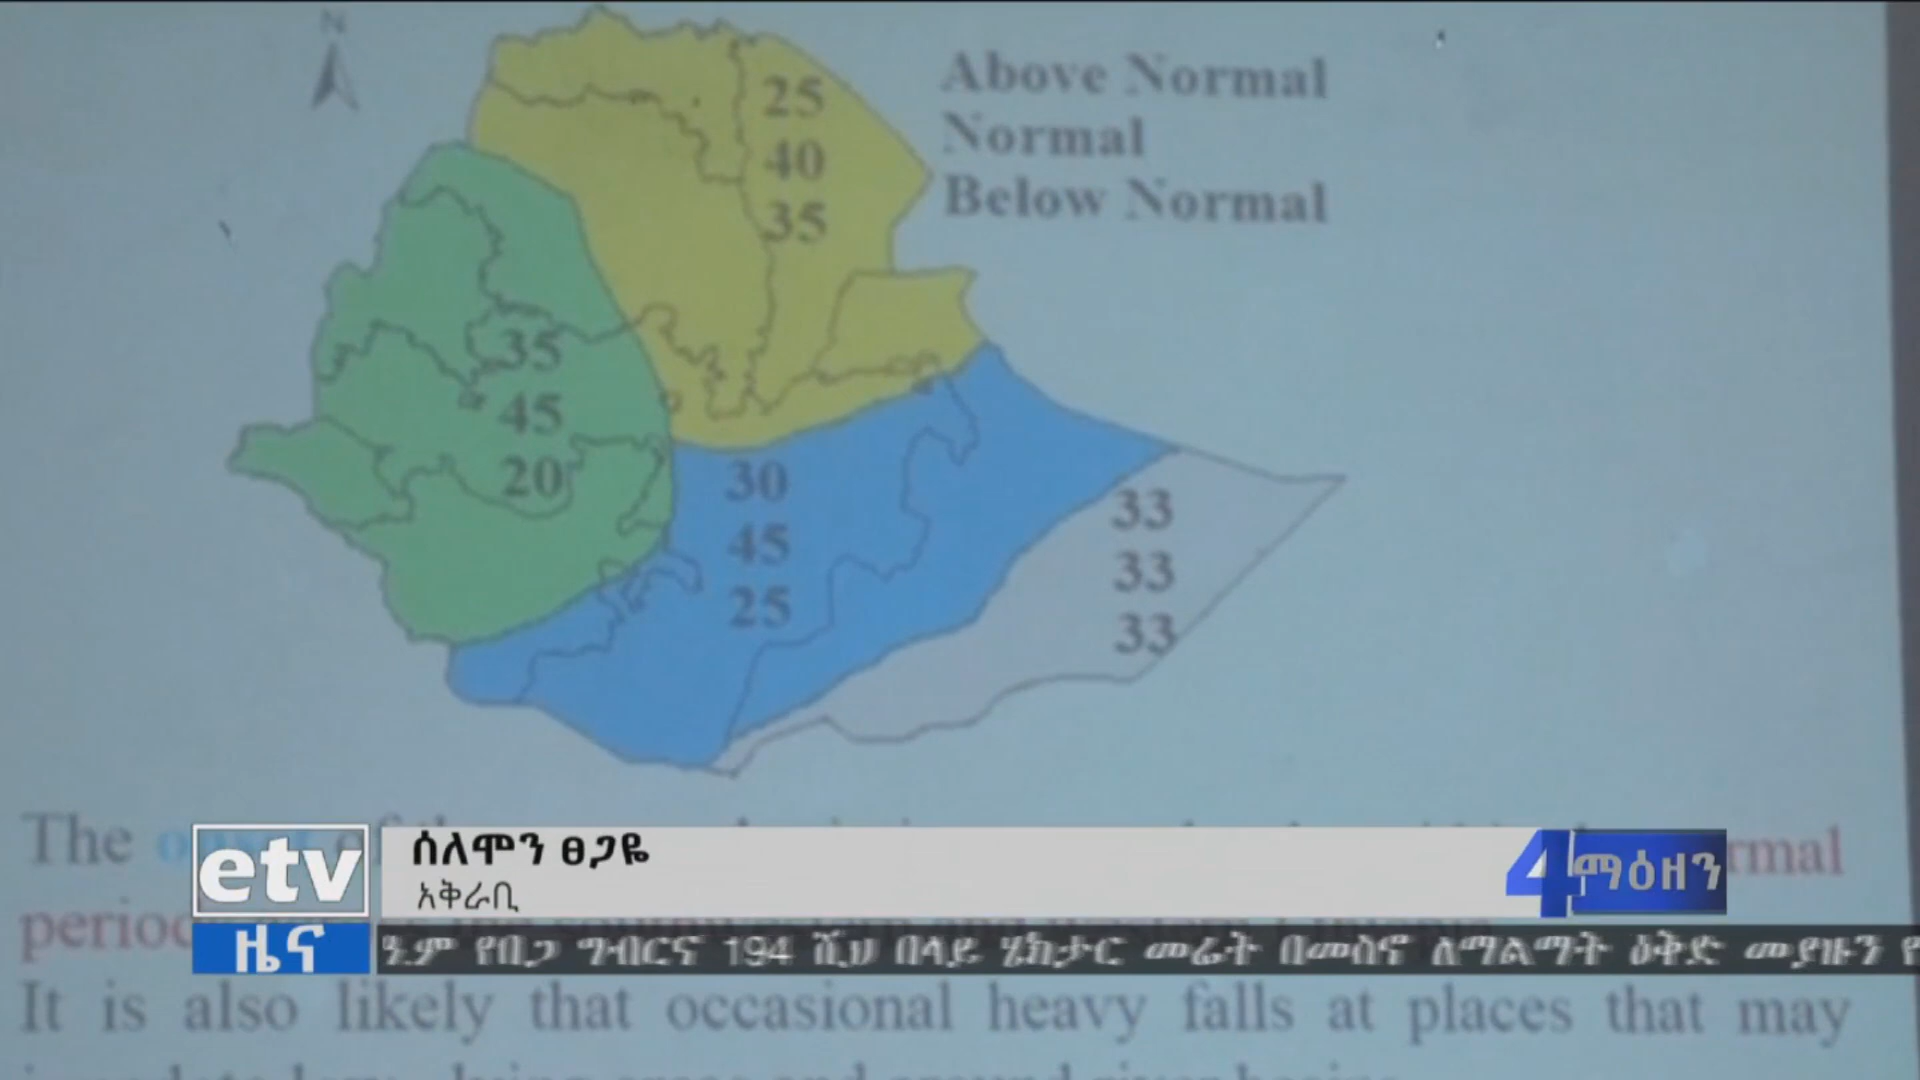 N
25 Above Normal
40 Normal
35 Below Normal
35
45
20
30
45
25
33
33
33
The
rmal
etv
ሰለሞን ፀጋዬ
አቅራቢ
4 ማዕዘን
ዜና
ዓ.ም የበጋ ግብርና 194 ሺህ በላይ ሄክታር መሬት በመስኖ ለማልማት ዕቅድ መያዙን
It is also likely that occasional heavy falls at places that may